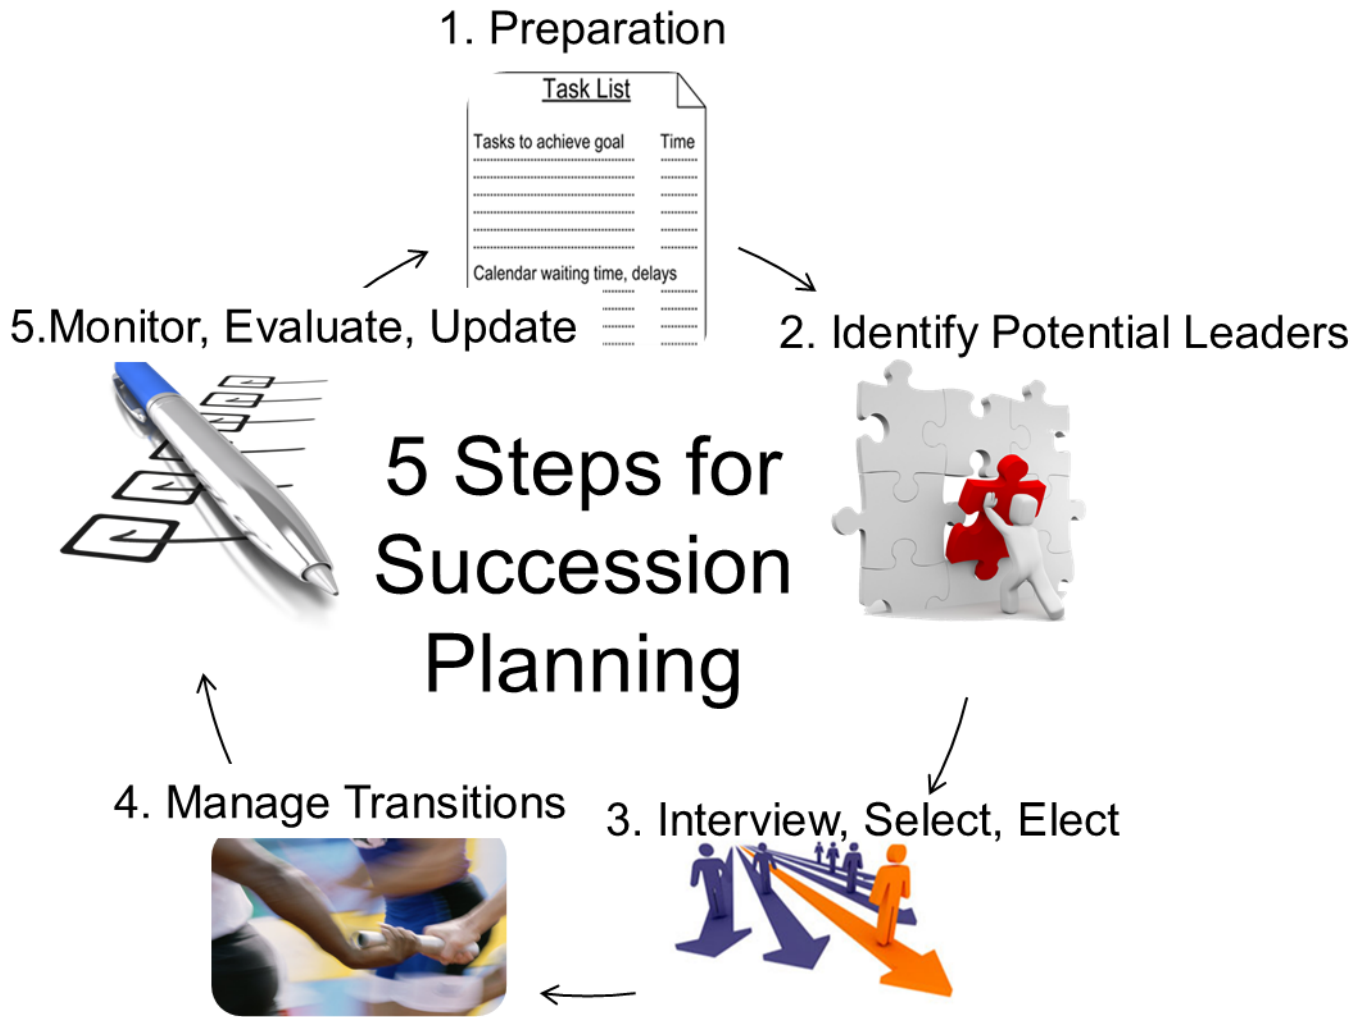 1. Preparation
Task List
Tasks to achieve goal Time
Calendar waiting time, delays
5.Monitor, Evaluate, Update
2. Identify Potential Leaders
5 Steps for
Succession
Planning
4. Manage Transitions
3. Interview, Select, Elect